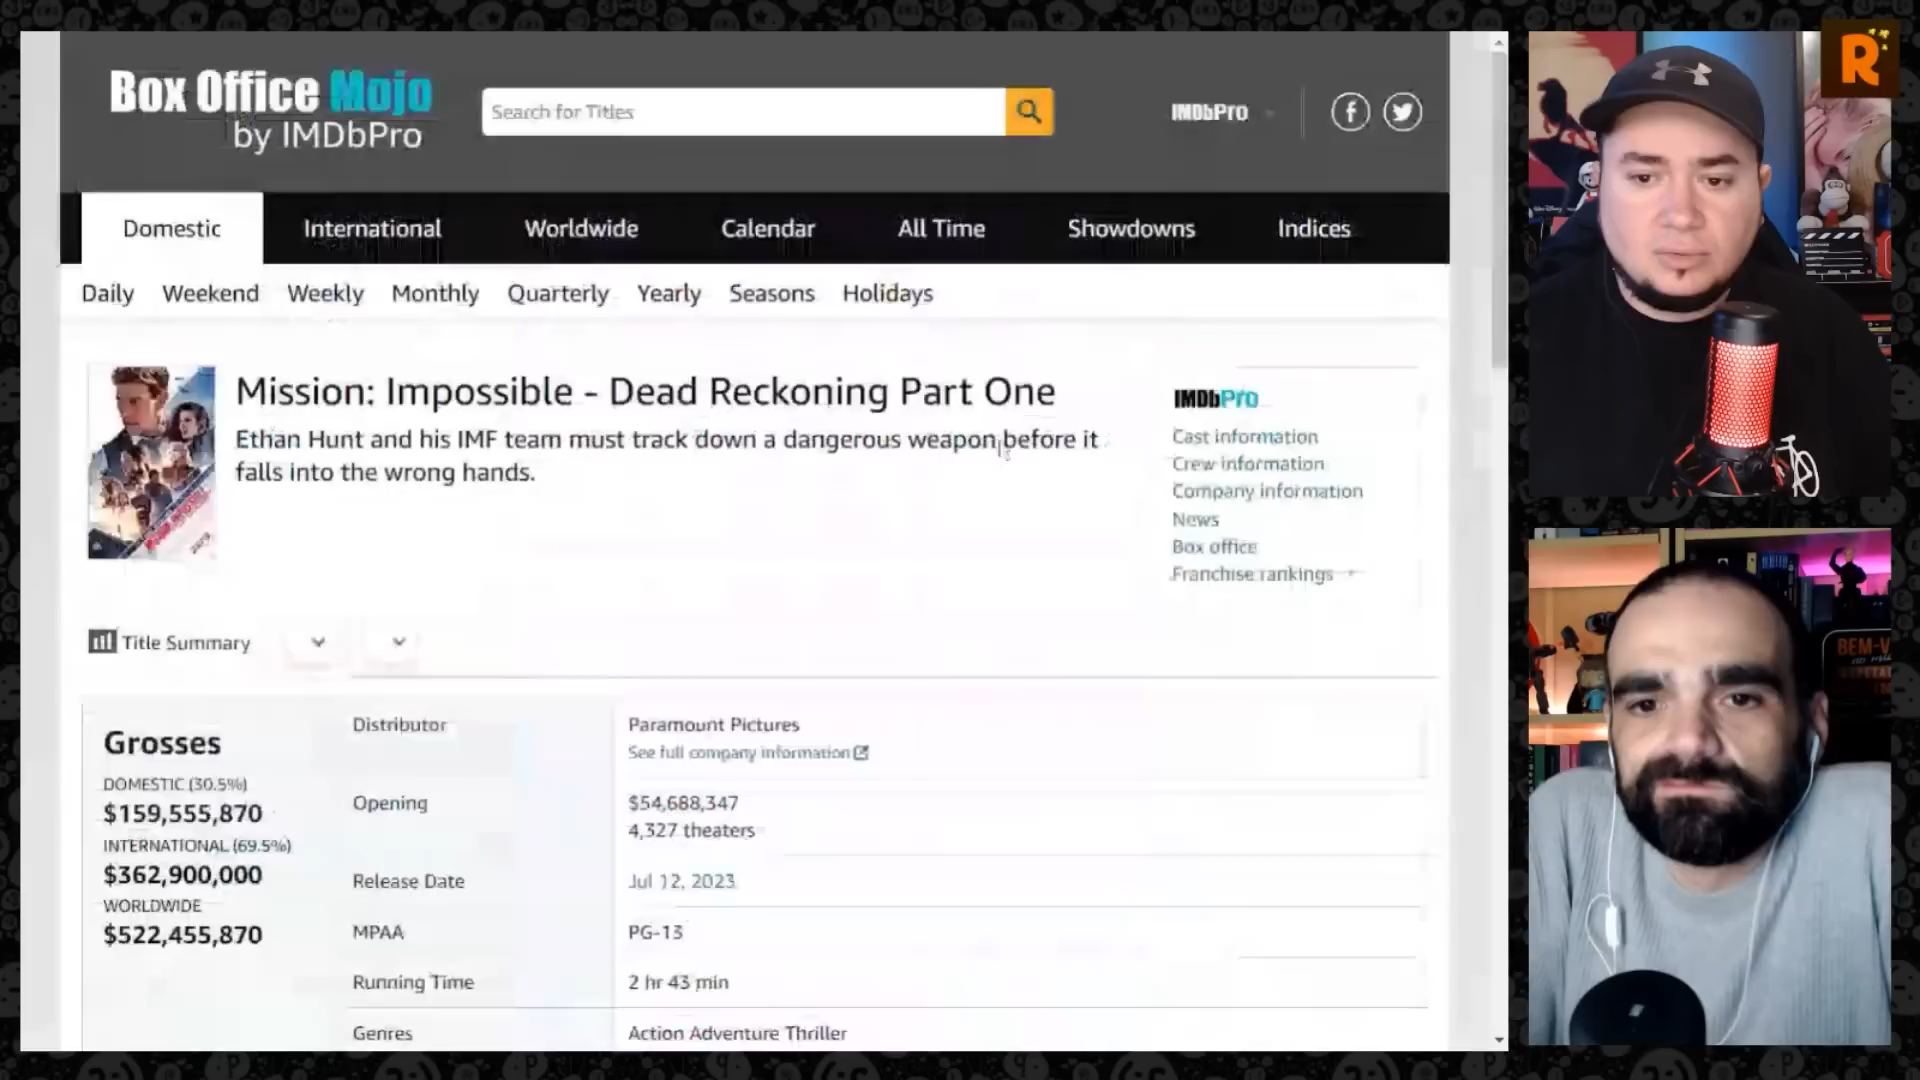 Box Office Mojo
by IMDbPro
Search for Titles
IMDbPro
R
Domestic
International
Worldwide
Calendar
All Time
Showdowns
Indices
Daily
Weekend
Weekly
Monthly
Quarterly
Yearly
Seasons
Holidays
Mission: Impossible - Dead Reckoning Part One
Ethan Hunt and his IMF team must track down a dangerous weapon before it
falls into the wrong hands.
IMDbPro
Cast information
Crew information
Company information
News
Box office
Franchise rankings
Title Summary
Grosses
DOMESTIC (30.5%)
$159,555,870
INTERNATIONAL (69.5%)
$362,900,000
WORLDWIDE
$522,455,870
Distributor
Paramount Pictures
See full company information
Opening
$54,688,347
4,327 theaters
Release Date
Jul 12, 2023
MPAA
PG-13
Running Time
2 hr 43 min
Genres
Action Adventure Thriller
BEM-V